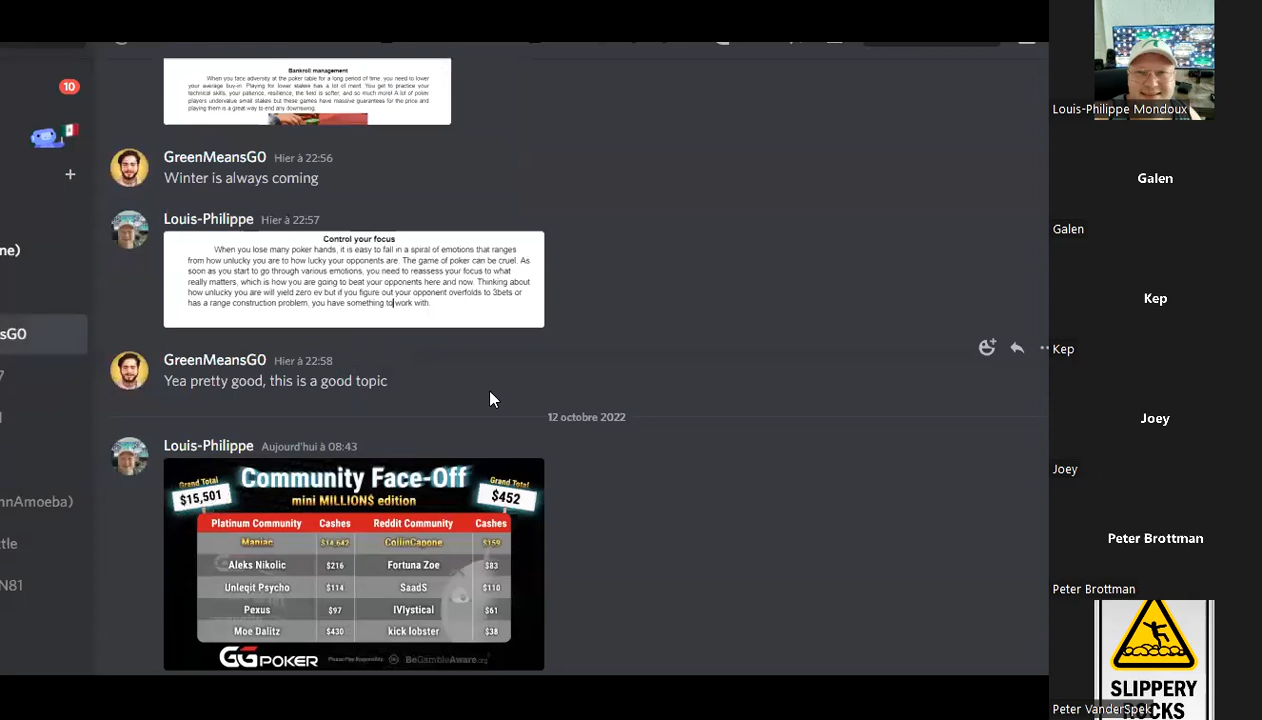 Bankroll management
When you face adversity at the poker table for a long period of time, you need to lower
your average buy-in. Playing for lower stakes has a lot of merit. You get to practice your
technical skills, your patience, resilience, the field is softer, and so much more! A lot of poker
players undervalue small stakes but these games have massive guarantees for the price and
playing them is a great way to end any downswing.
10
GreenMeansG0 Hier à 22:56
Winter is always coming
+
Louis-Philippe Hier à 22:57
ne)
Control your focus
When you lose many poker hands, it is easy to fall in a spiral of emotions that ranges
from how unlucky you are to how lucky your opponents are. The game of poker can be cruel. As
soon as you start to go through various emotions, you need to reassess your focus to what
really matters, which is how you are going to beat your opponents here and now. Thinking about
how unlucky you are will yield zero ev but if you figure out your opponent overfolds to 3bets or
has a range construction problem, you have something to work with.
sG0
GreenMeansG0 Hier à 22:58
Yea pretty good, this is a good topic
12 octobre 2022
Louis-Philippe Aujourd'hui à 08:43
Community Face-Off
mini MILLION$ edition
Grand Total
$15,501
Grand Total
$452
Platinum Community Cashes Reddit Community Cashes
Maniac $14,642 CollinCapone $159
Aleks Nikolic $216 Fortuna Zoe $83
Unleqit Psycho $114 SaadS $110
Pexus $97 IVlystical $61
Moe Dalitz $430 kick lobster $38
GGPOKER Please Play Responsibly. BeGambleAware.org
nnAmoeba)
tle
N81
Louis-Philippe Mondoux
Galen
Galen
Kep
Kep
Joey
Joey
Peter Brottman
Peter Brottman
SLIPPERY
ROCKS
Peter VanderSpek